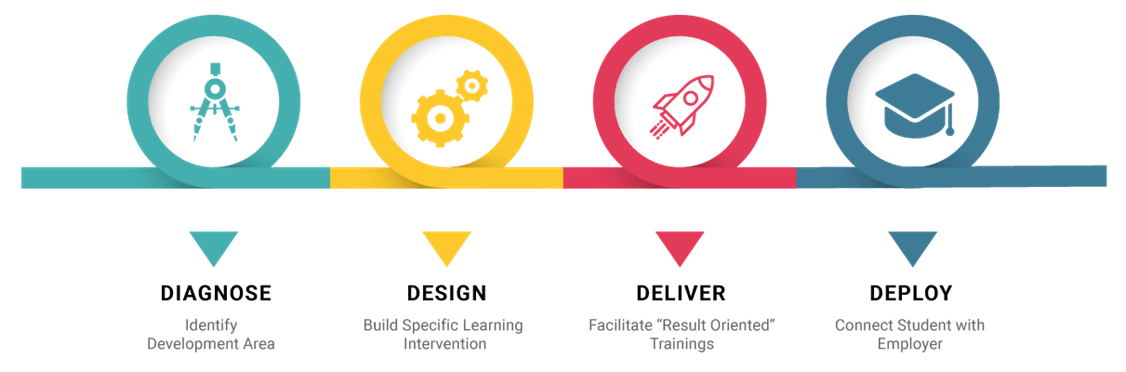 DIAGNOSE
Identify
Development Area
DESIGN
Build Specific Learning
Intervention
DELIVER
Facilitate “Result Oriented”
Trainings
DEPLOY
Connect Student with
Employer